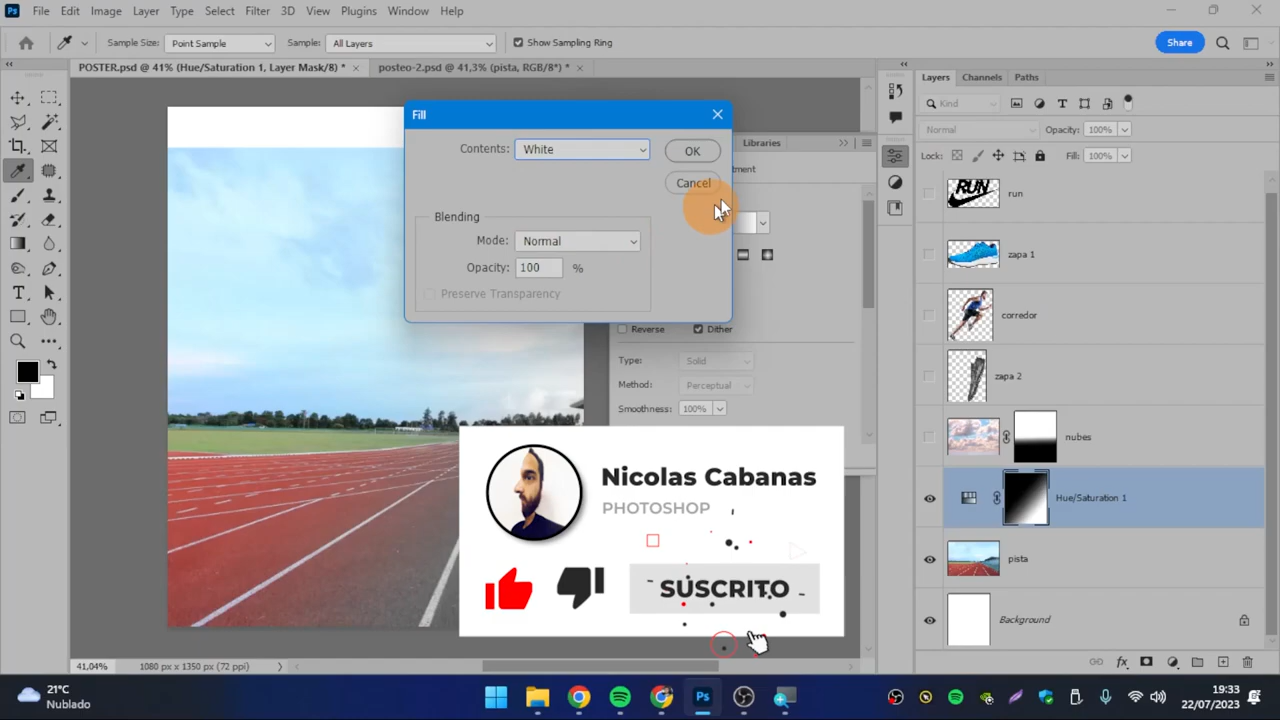 Ps File Edit Image Layer Type Select Filter 3D View Plugins Window Help
Sample Size: Point Sample Sample: All Layers Show Sampling Ring Share
POSTER.psd @ 41% (Hue/Saturation 1, Layer Mask/8) * × posteo-2.psd @ 41,3% (pista, RGB/8*) * ×
Layers Channels Paths
Kind
Normal Opacity: 100%
Lock: Fill: 100%
Fill
Contents: White OK
Cancel
Blending
Mode: Normal
Opacity: 100 %
Preserve Transparency
Libraries
Reverse Dither
Type: Solid
Method: Perceptual
Smoothness: 100%
RUN run
zapa 1
corredor
zapa 2
nubes
Hue/Saturation 1
pista
Background
Nicolas Cabanas
PHOTOSHOP
SUSCRITO
41,04% 1080 px x 1350 px (72 ppi)
21°C
Nublado
Ps
19:33
22/07/2023